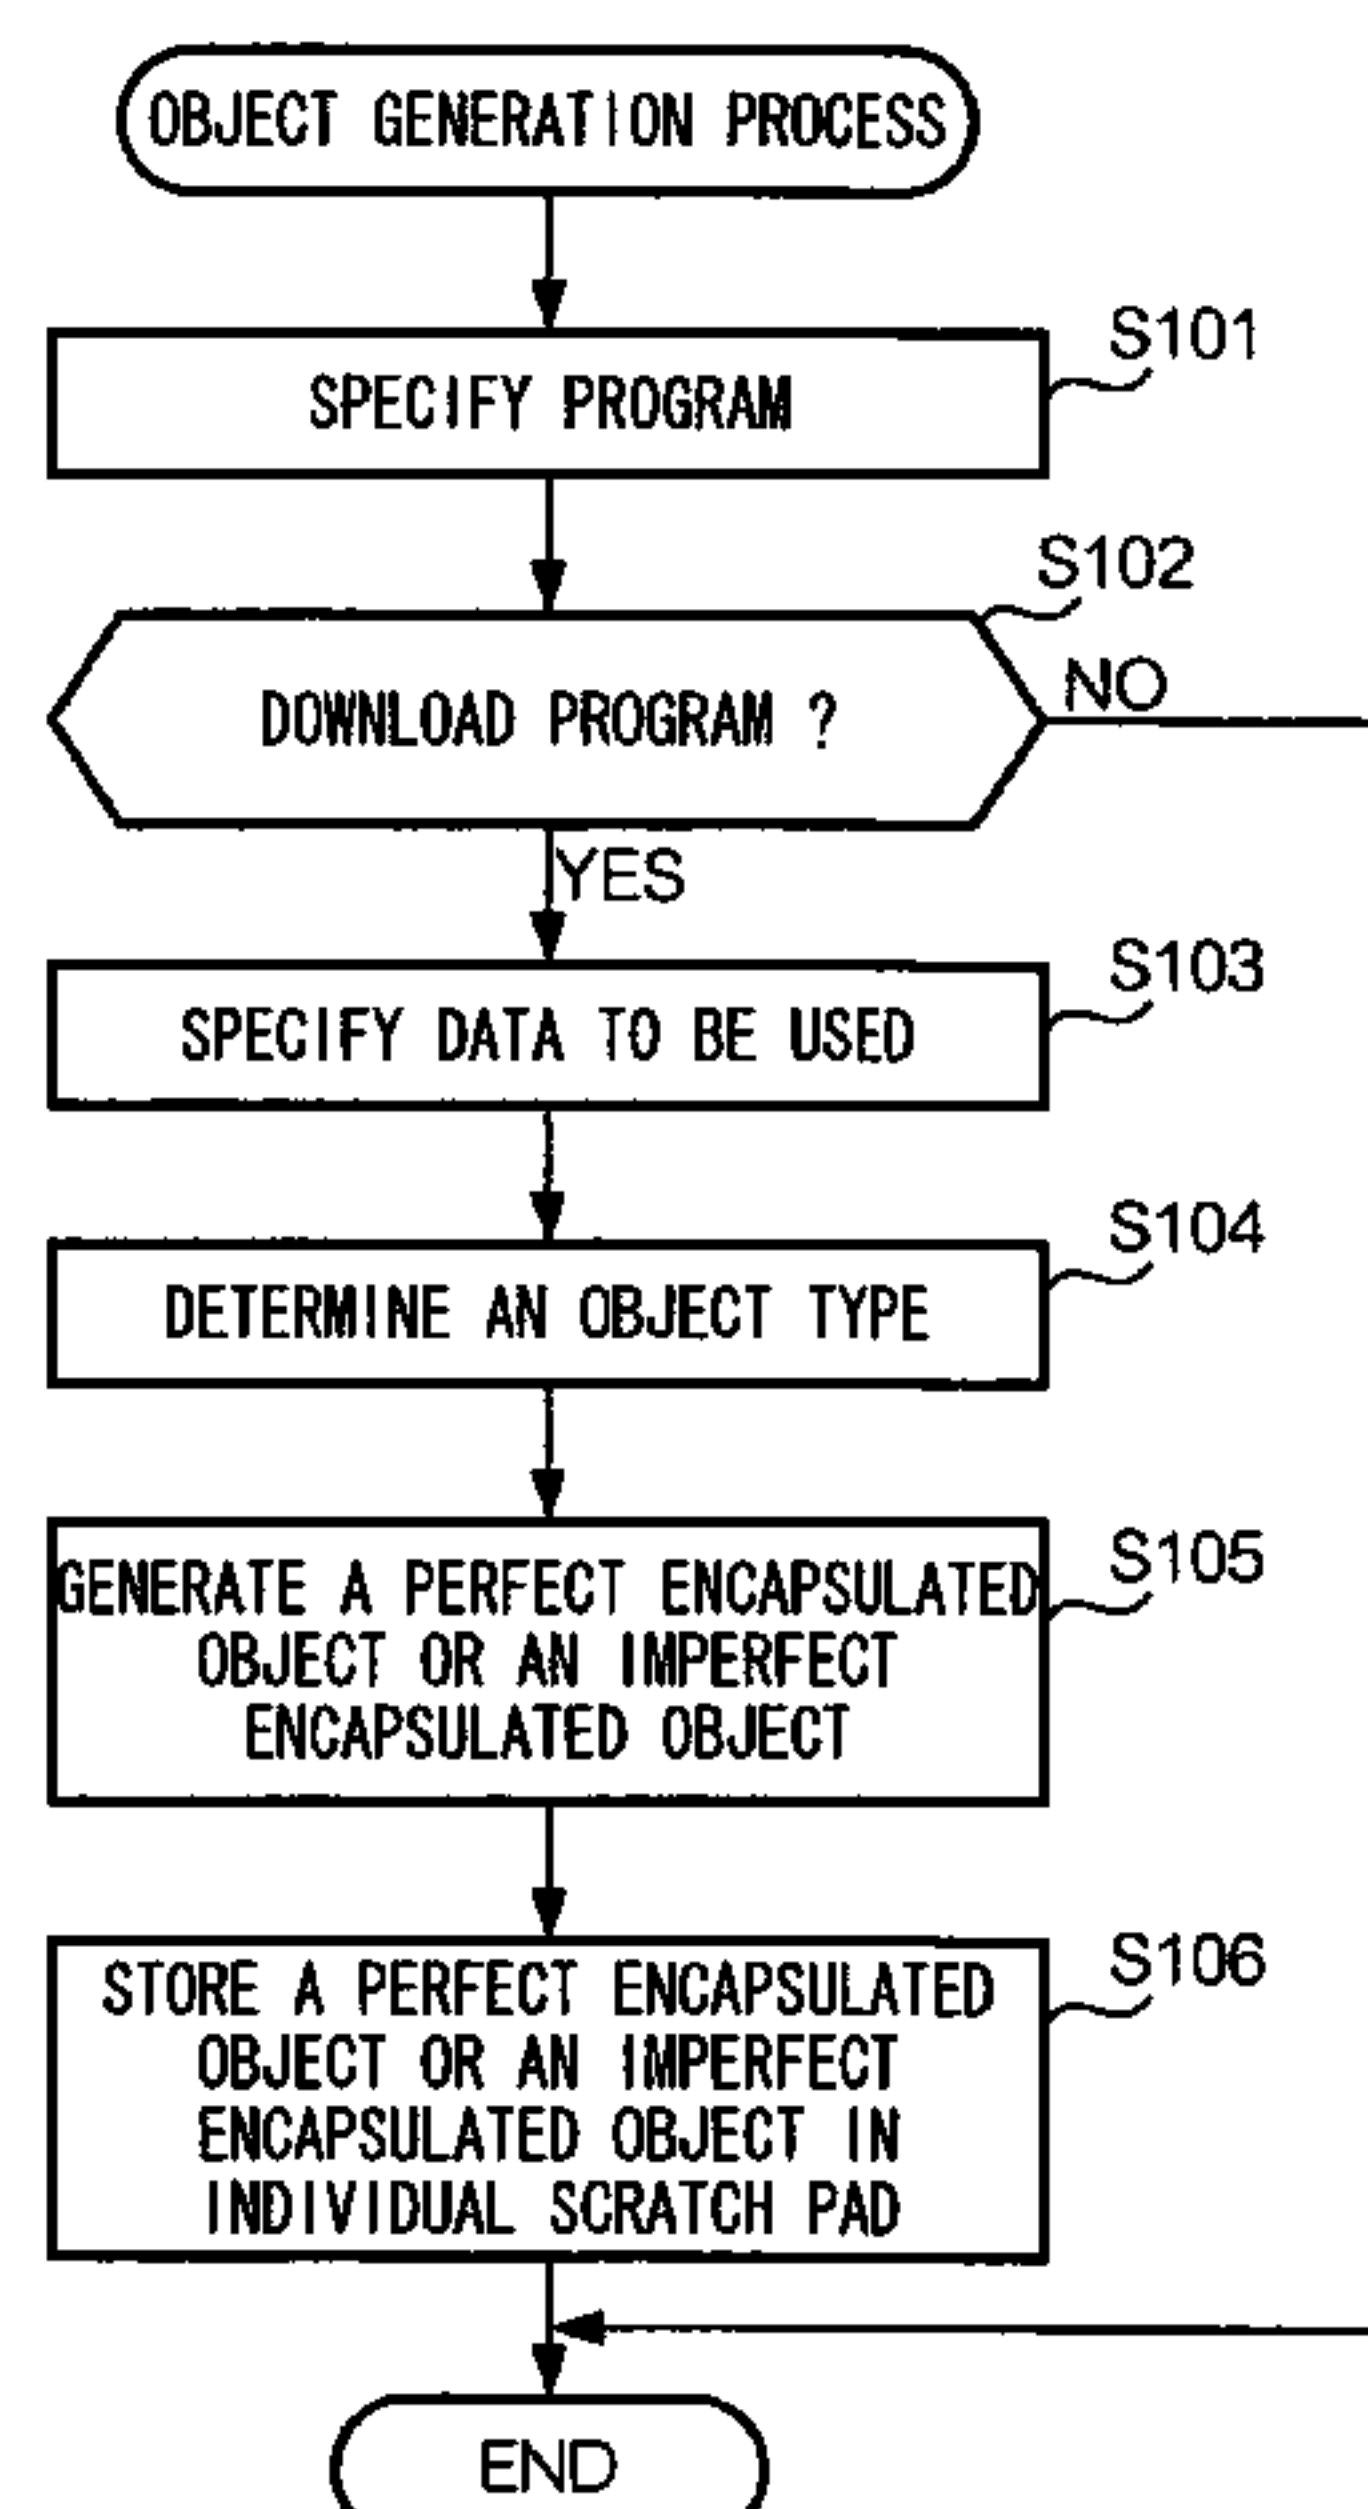 OBJECT GENERATION PROCESS
S101
SPECIFY PROGRAM
S102
DOWNLOAD PROGRAM ?
NO
YES
S103
SPECIFY DATA TO BE USED
S104
DETERMINE AN OBJECT TYPE
S105
GENERATE A PERFECT ENCAPSULATED
OBJECT OR AN IMPERFECT
ENCAPSULATED OBJECT
S106
STORE A PERFECT ENCAPSULATED
OBJECT OR AN IMPERFECT
ENCAPSULATED OBJECT IN
INDIVIDUAL SCRATCH PAD
END